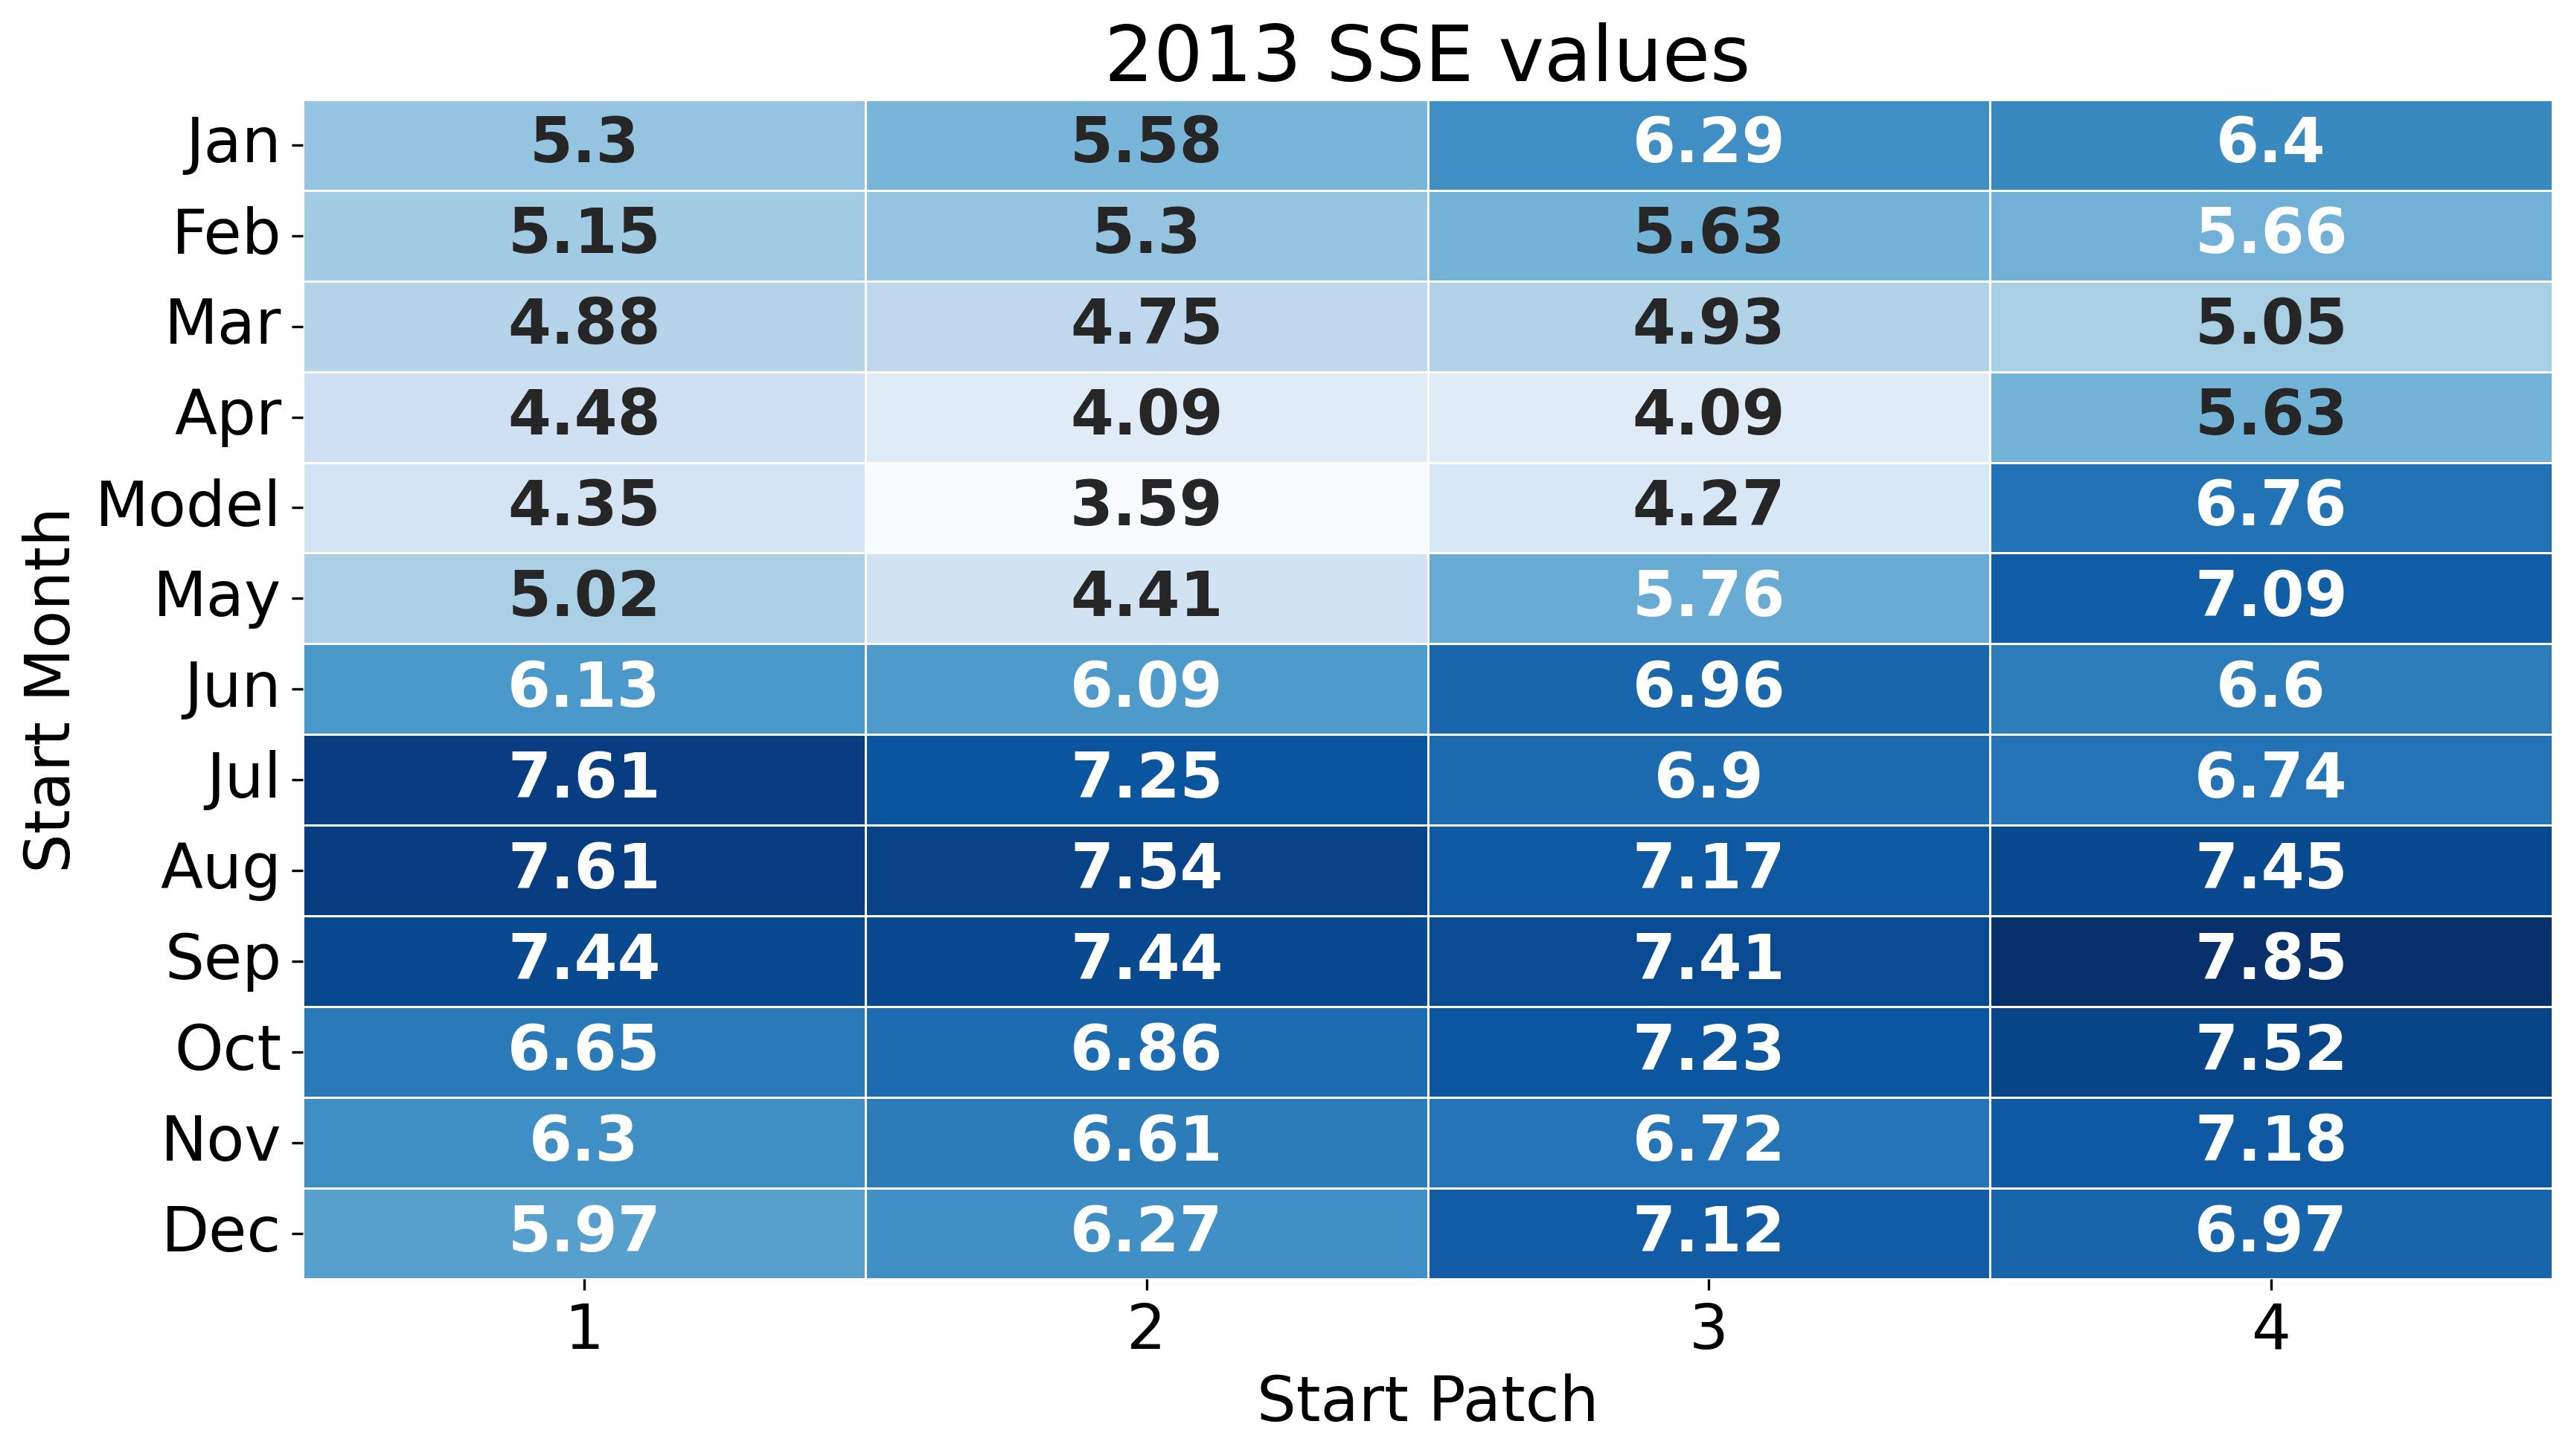 2013 SSE values
Jan 5.3 5.58 6.29 6.4
Feb 5.15 5.3 5.63 5.66
Mar 4.88 4.75 4.93 5.05
Apr 4.48 4.09 4.09 5.63
Model 4.35 3.59 4.27 6.76
May 5.02 4.41 5.76 7.09
Jun 6.13 6.09 6.96 6.6
Jul 7.61 7.25 6.9 6.74
Aug 7.61 7.54 7.17 7.45
Sep 7.44 7.44 7.41 7.85
Oct 6.65 6.86 7.23 7.52
Nov 6.3 6.61 6.72 7.18
Dec 5.97 6.27 7.12 6.97
1 2 3 4
Start Patch
Start Month